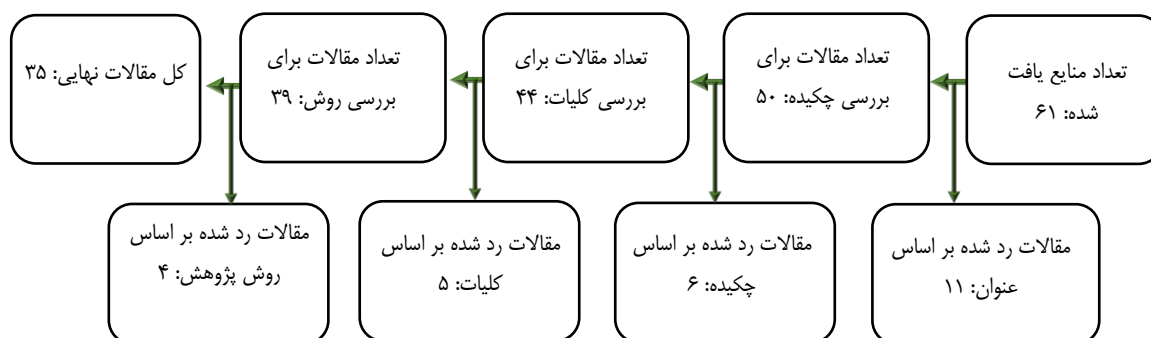 تعداد منابع یافت
شده: ۶۱
تعداد مقالات برای
بررسی چکیده: ۵۰
تعداد مقالات برای
بررسی کلیات: ۴۴
تعداد مقالات برای
بررسی روش: ۳۹
کل مقالات نهایی: ۳۵
مقالات رد شده بر اساس
عنوان: ۱۱
مقالات رد شده بر اساس
چکیده: ۶
مقالات رد شده بر اساس
کلیات: ۵
مقالات رد شده بر اساس
روش پژوهش: ۴